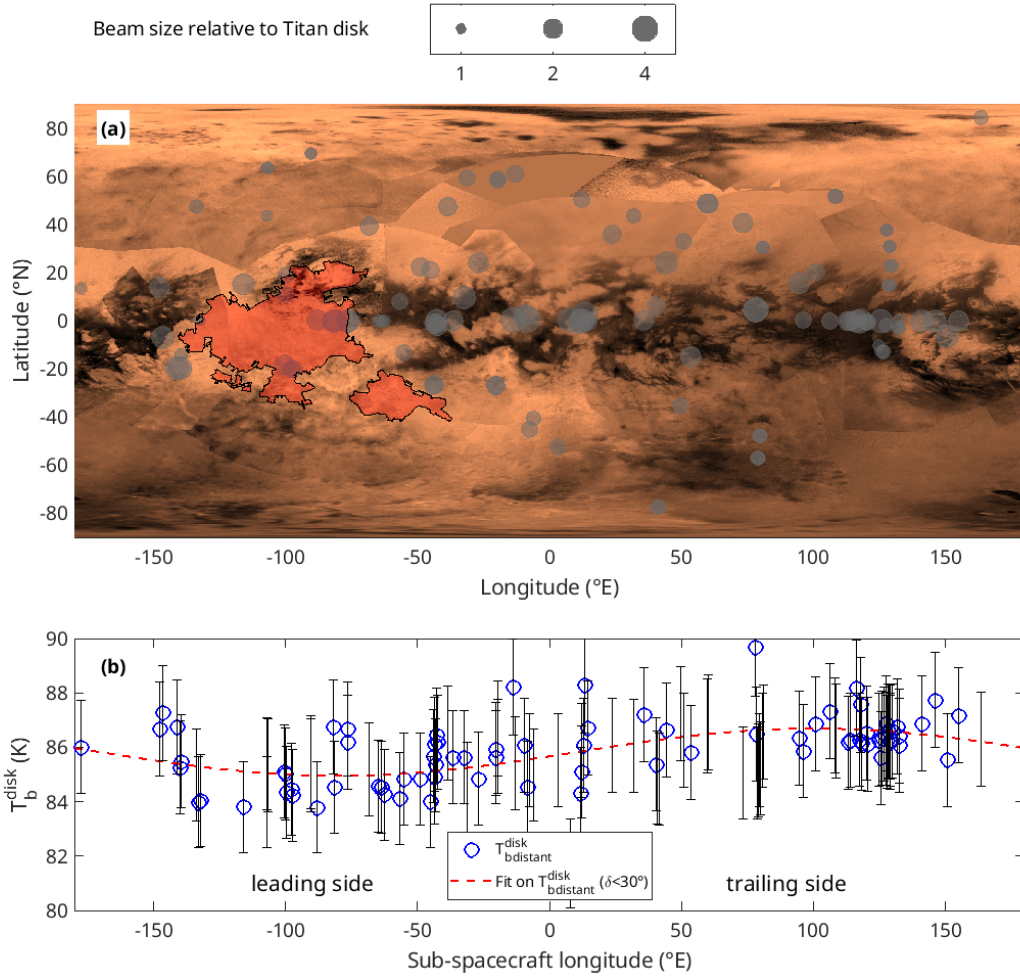 Beam size relative to Titan disk
1 2 4
(a)
80
60
40
20
0
-20
-40
-60
-80
Latitude (°N)
-150 -100 -50 0 50 100 150
Longitude (°E)
(b)
90
88
86
84
82
80
T_b^disk (K)
T_bdistant^disk
Fit on T_bdistant^disk (δ<30°)
leading side
trailing side
-150 -100 -50 0 50 100 150
Sub-spacecraft longitude (°E)